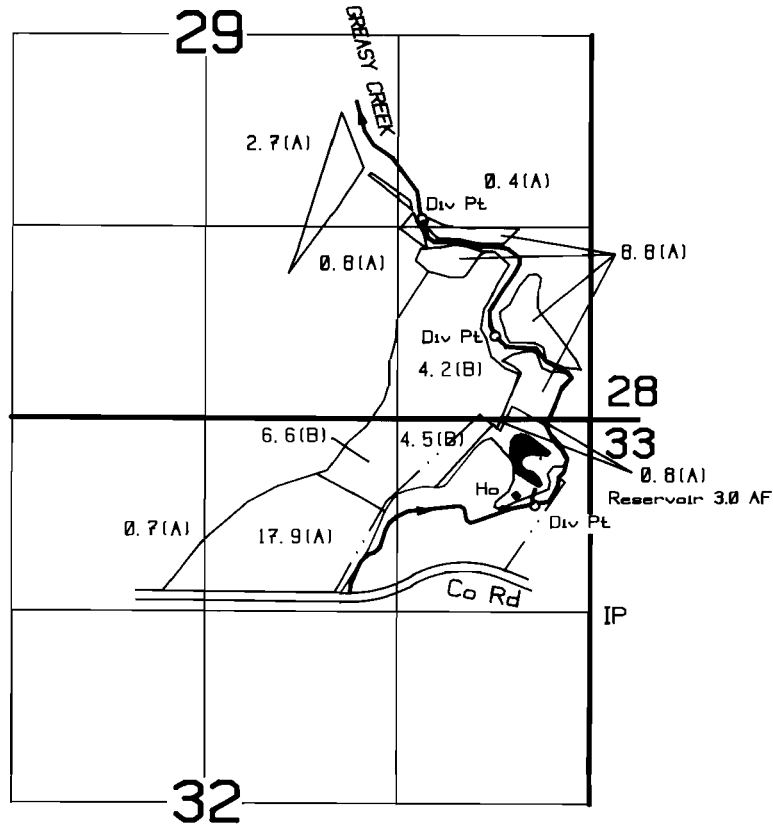 29
GREASY CREEK
2.7(A)
0.4(A)
Div Pt
0.8(A)
8.8(A)
Div Pt
4.2(B)
28
33
6.6(B)
4.5(B)
0.8(A)
Reservoir 3.0 AF
Ho
Div Pt
0.7(A)
17.9(A)
Co Rd
IP
32